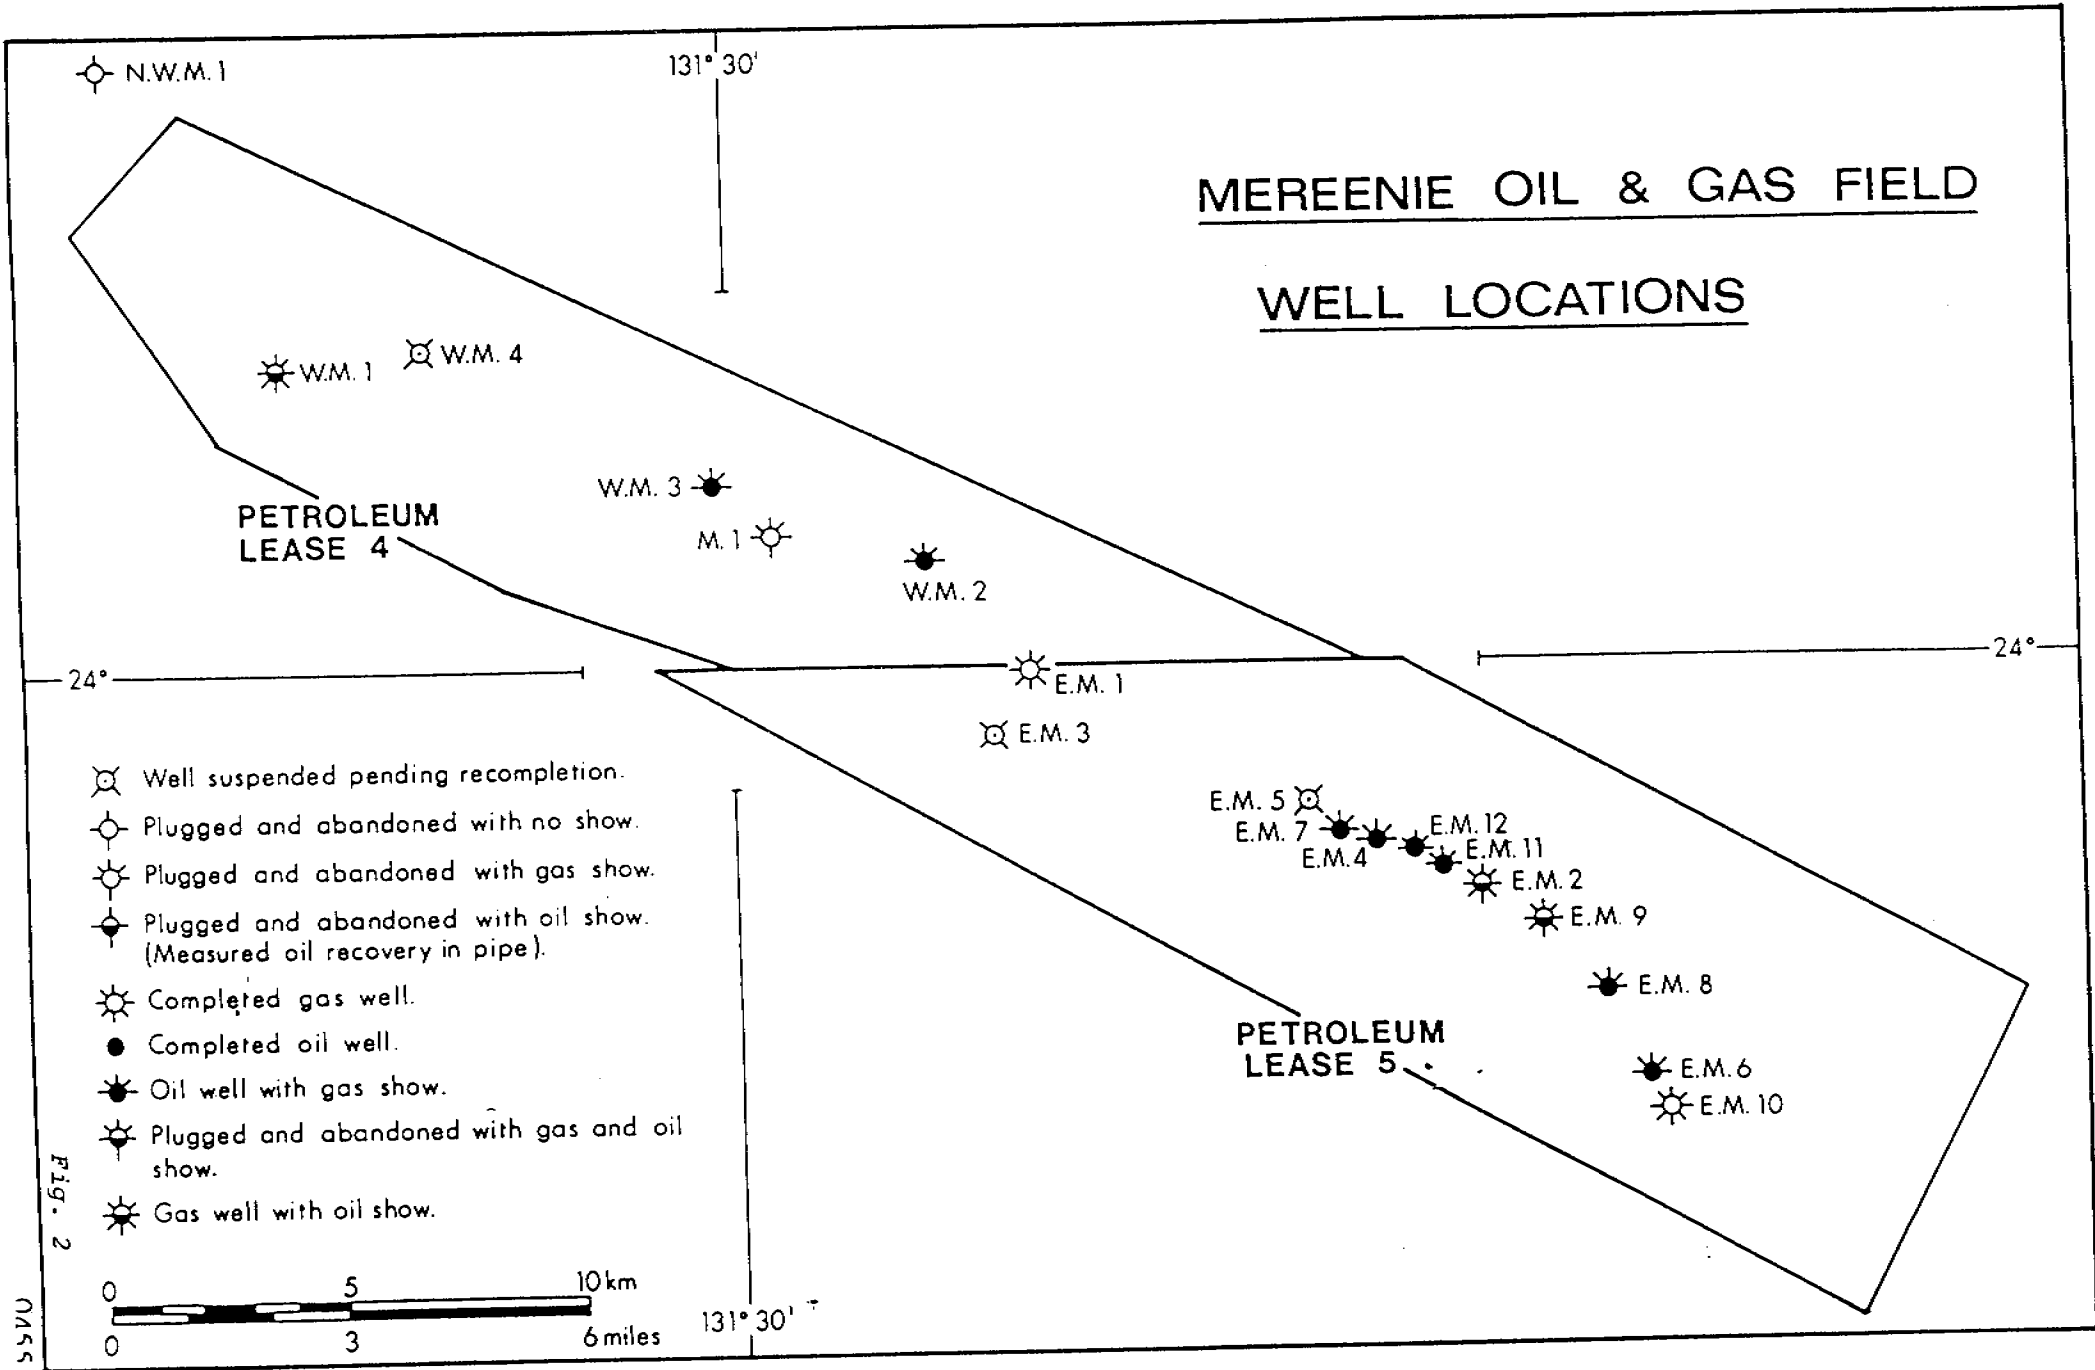 N.W.M. 1
131° 30'
MEREENIE OIL & GAS FIELD
WELL LOCATIONS
W.M. 1
W.M. 4
W.M. 3
M. 1
W.M. 2
PETROLEUM
LEASE 4
24°
24°
E.M. 1
E.M. 3
E.M. 5
E.M. 7
E.M. 4
E.M. 12
E.M. 11
E.M. 2
E.M. 9
E.M. 8
E.M. 6
E.M. 10
PETROLEUM
LEASE 5
Well suspended pending recompletion.
Plugged and abandoned with no show.
Plugged and abandoned with gas show.
Plugged and abandoned with oil show.
(Measured oil recovery in pipe).
Completed gas well.
Completed oil well.
Oil well with gas show.
Plugged and abandoned with gas and oil
show.
Gas well with oil show.
0 5 10 km
0 3 6 miles
131° 30'
Fig. 2